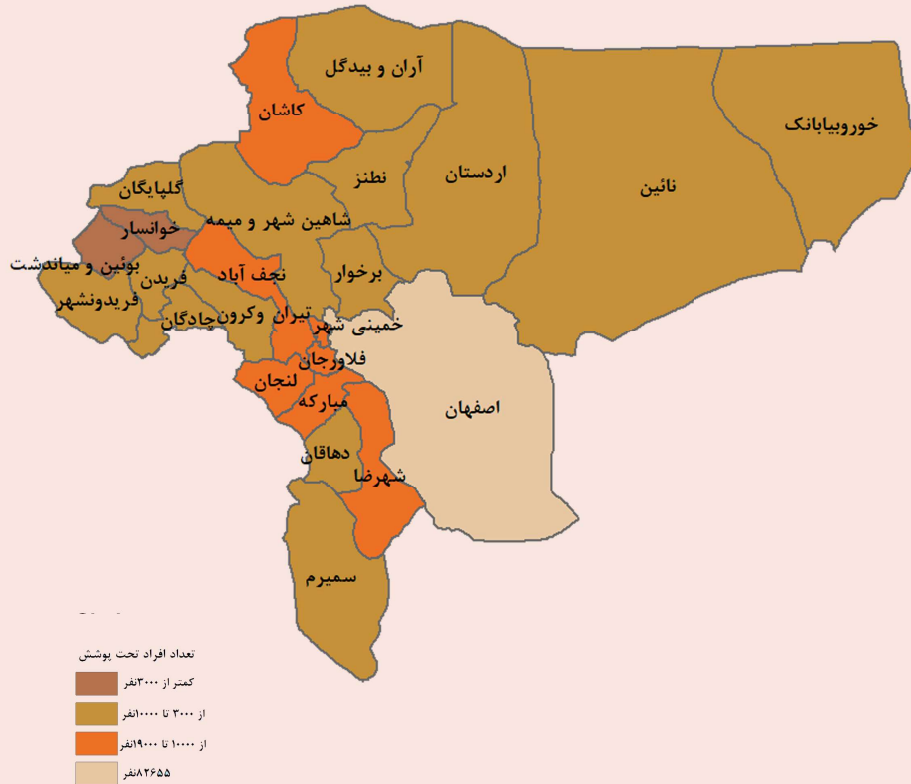 آران و بیدگل
کاشان
خوروبیابانک
نطنز
اردستان
نائین
گلپایگان
شاهین شهر و میمه
خوانسار
بوئین و میاندشت
نجف آباد
برخوار
فریدن
فریدونشهر
چادگان
تیران وکرون
خمینی شهر
فلاورجان
لنجان
مبارکه
اصفهان
دهاقان
شهرضا
سمیرم
تعداد افراد تحت پوشش
کمتر از ۳۰۰۰نفر
از ۳۰۰۰ تا ۱۰۰۰۰نفر
از ۱۰۰۰۰ تا ۱۹۰۰۰نفر
۸۲۶۵۵نفر